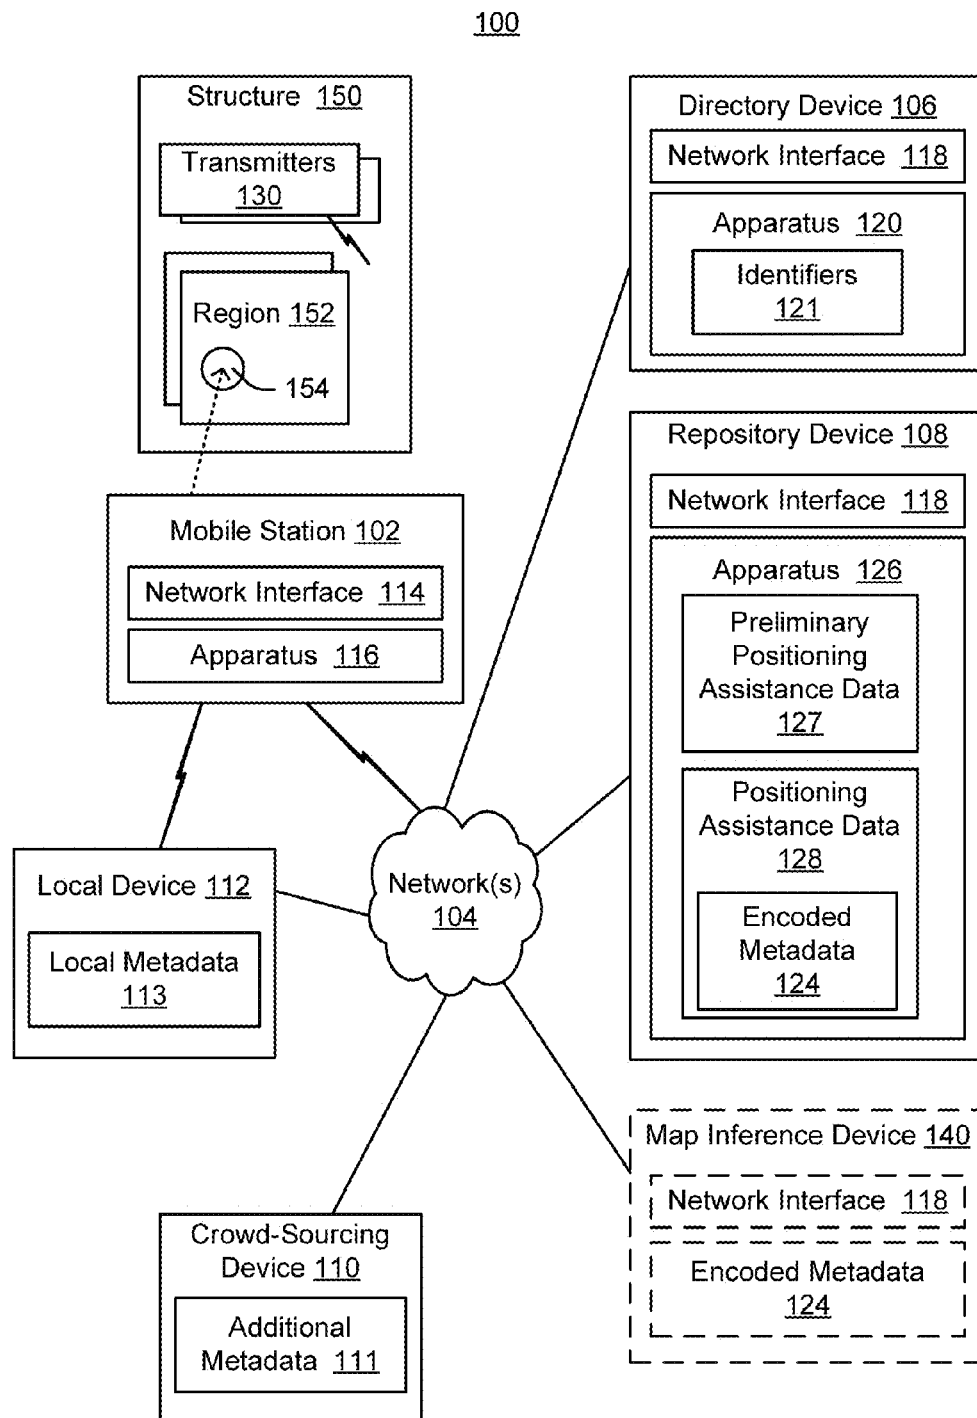 100
Structure 150
Transmitters
130
Region 152
154
Mobile Station 102
Network Interface 114
Apparatus 116
Local Device 112
Local Metadata
113
Network(s)
104
Crowd-Sourcing
Device 110
Additional
Metadata 111
Directory Device 106
Network Interface 118
Apparatus 120
Identifiers
121
Repository Device 108
Network Interface 118
Apparatus 126
Preliminary
Positioning
Assistance Data
127
Positioning
Assistance Data
128
Encoded
Metadata
124
Map Inference Device 140
Network Interface 118
Encoded Metadata
124